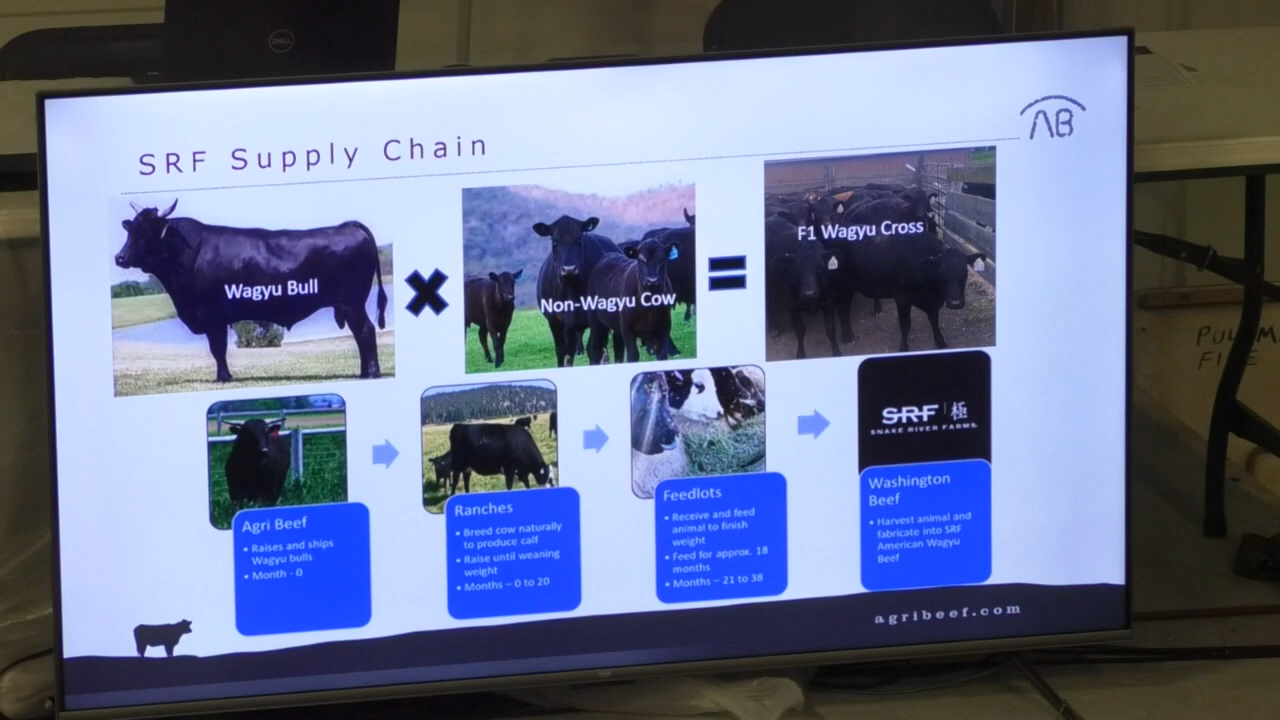 DELL
SRF Supply Chain
AB
Wagyu Bull
Non-Wagyu Cow
F1 Wagyu Cross
SRF 極
SNAKE RIVER FARMS.
Agri Beef
• Raises and ships
Wagyu bulls
• Month - 0
Ranches
• Breed cow naturally
to produce calf
• Raise until weaning
weight
• Months – 0 to 20
Feedlots
• Receive and feed
animal to finish
weight
• Feed for approx. 18
months
• Months – 21 to 38
Washington
Beef
• Harvest animal and
fabricate into SRF
American Wagyu
Beef
agribeef.com